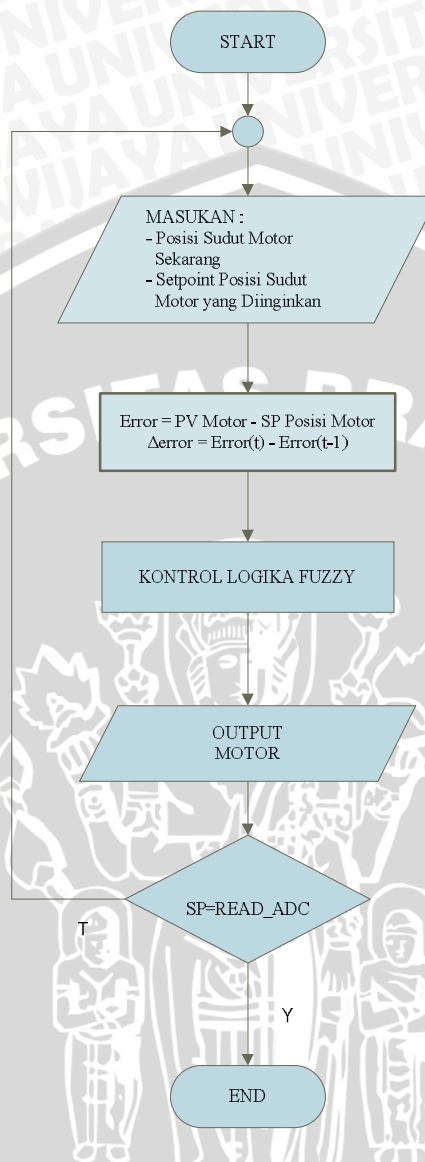 START
MASUKAN :
- Posisi Sudut Motor
Sekarang
- Setpoint Posisi Sudut
Motor yang Diinginkan
Error = PV Motor - SP Posisi Motor
Δerror = Error(t) - Error(t-1)
KONTROL LOGIKA FUZZY
OUTPUT
MOTOR
SP=READ_ADC
T
Y
END